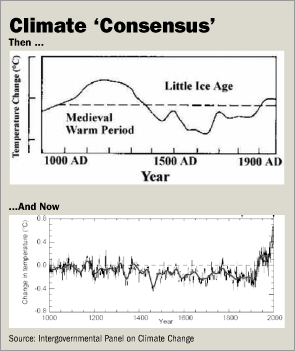 Climate ‘Consensus’
Then ...
Temperature Change (°C)
Little Ice Age
Medieval
Warm Period
1000 AD 1500 AD 1900 AD
Year
...And Now
Change in temperature (°C)
0.8
0.4
0.0
-0.4
-0.8
1000 1200 1400 1600 1800 2000
Year
Source: Intergovernmental Panel on Climate Change